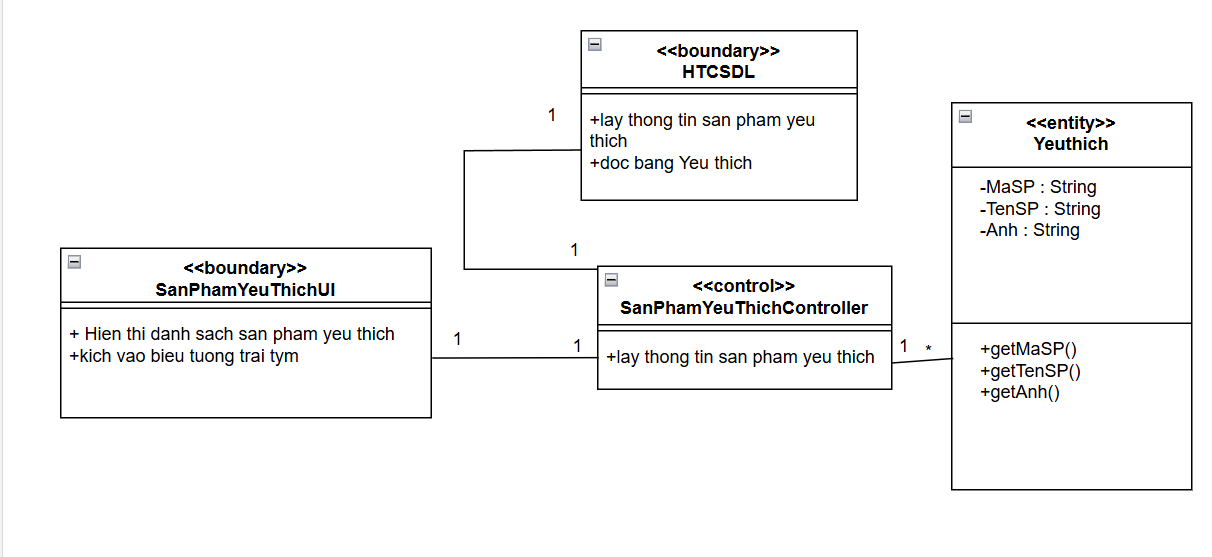 <<boundary>>
HTCSDL
1
+lay thong tin san pham yeu
thich
+doc bang Yeu thich
<<entity>>
Yeuthich
-MaSP : String
-TenSP : String
-Anh : String
+getMaSP()
+getTenSP()
+getAnh()
<<boundary>>
SanPhamYeuThichUI
+ Hien thi danh sach san pham yeu thich
+kich vao bieu tuong trai tym
1
1
1
<<control>>
SanPhamYeuThichController
+lay thong tin san pham yeu thich
1
*